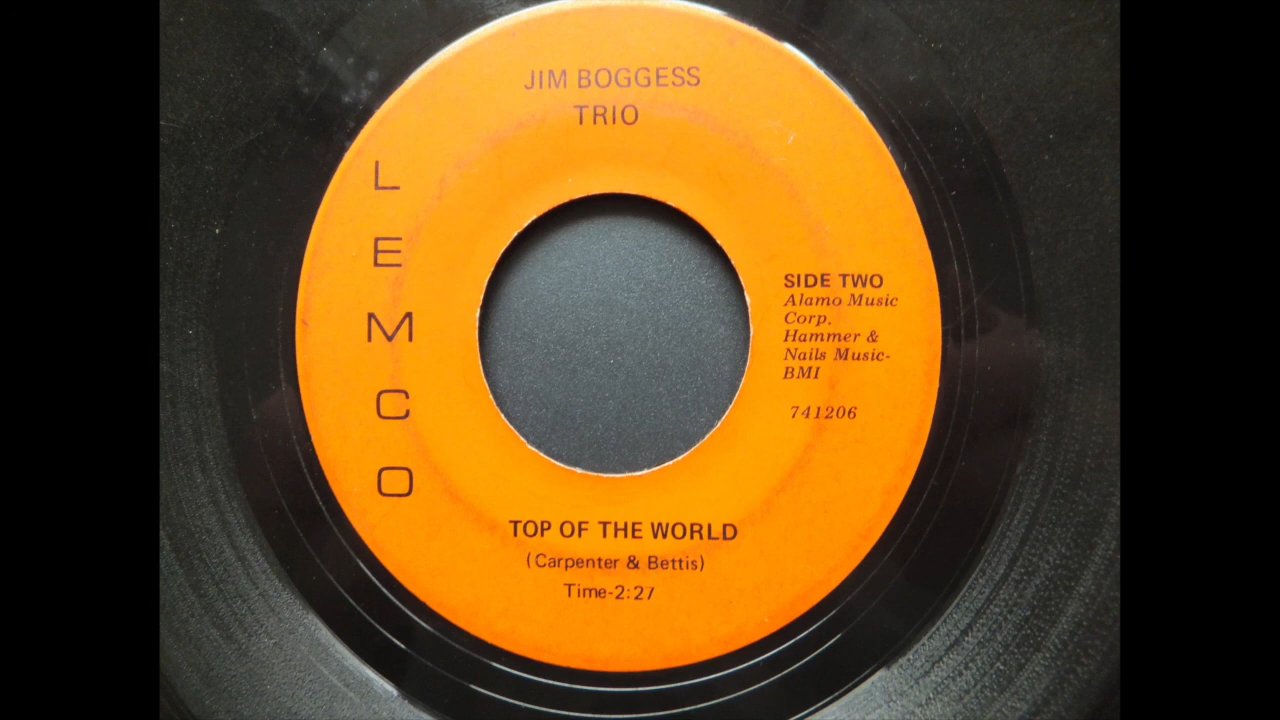 JIM BOGGESS
TRIO
L
E
M
C
O
SIDE TWO
Alamo Music
Corp.
Hammer &
Nails Music-
BMI
741206
TOP OF THE WORLD
(Carpenter & Bettis)
Time-2:27